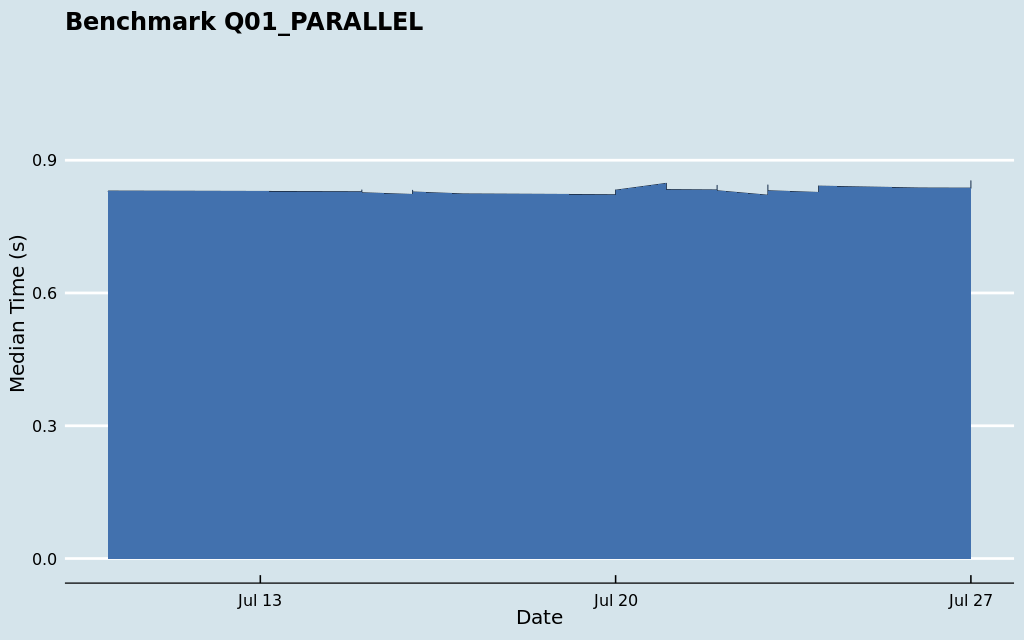 Benchmark Q01_PARALLEL
0.9
0.6
0.3
0.0
Median Time (s)
Jul 13
Jul 20
Jul 27
Date